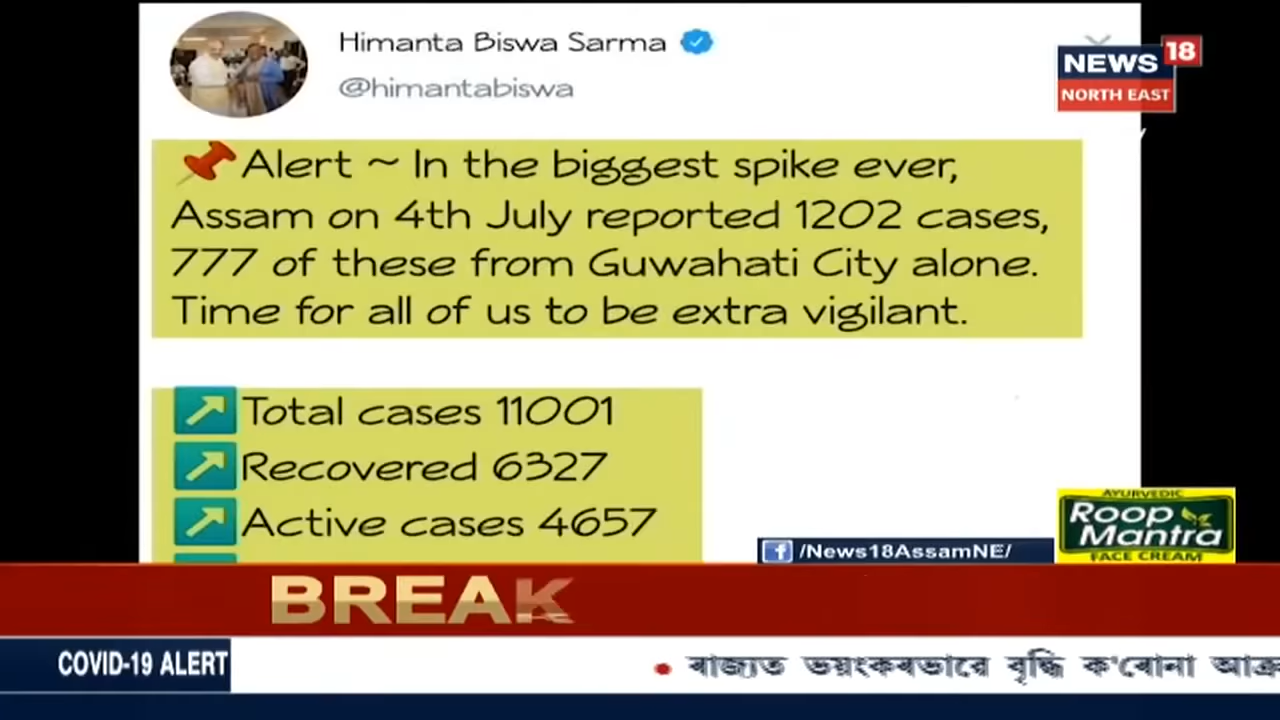 Himanta Biswa Sarma
@himantabiswa
NEWS 18
NORTH EAST
Alert ~ In the biggest spike ever,
Assam on 4th July reported 1202 cases,
777 of these from Guwahati City alone.
Time for all of us to be extra vigilant.
Total cases 11001
Recovered 6327
Active cases 4657
AYURVEDIC
Roop
Mantra
FACE CREAM
/News18AssamNE/
BREAK
COVID-19 ALERT
ৰাজ্যত ভয়ংকৰভাৱে বৃদ্ধি ক'ৰোনা